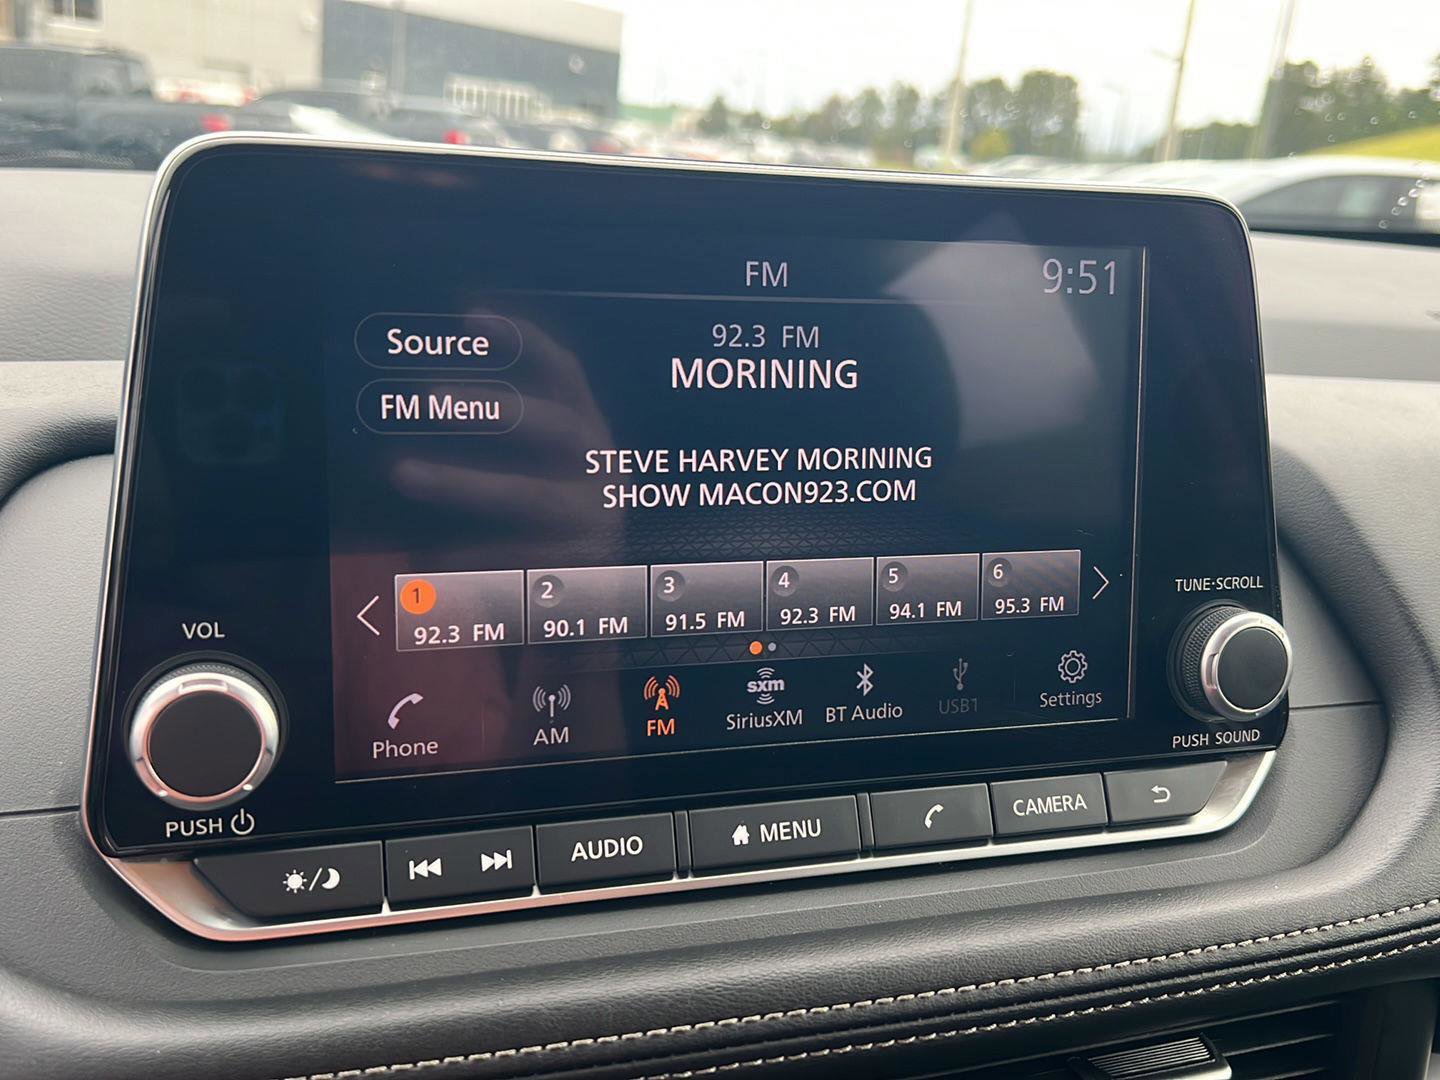 FM
9:51
Source
92.3 FM
MORINING
FM Menu
STEVE HARVEY MORINING
SHOW MACON923.COM
1
92.3 FM
2
90.1 FM
3
91.5 FM
4
92.3 FM
5
94.1 FM
6
95.3 FM
Phone
AM
FM
sxm
SiriusXM
BT Audio
USB1
Settings
VOL
PUSH
TUNE·SCROLL
PUSH SOUND
AUDIO
MENU
CAMERA